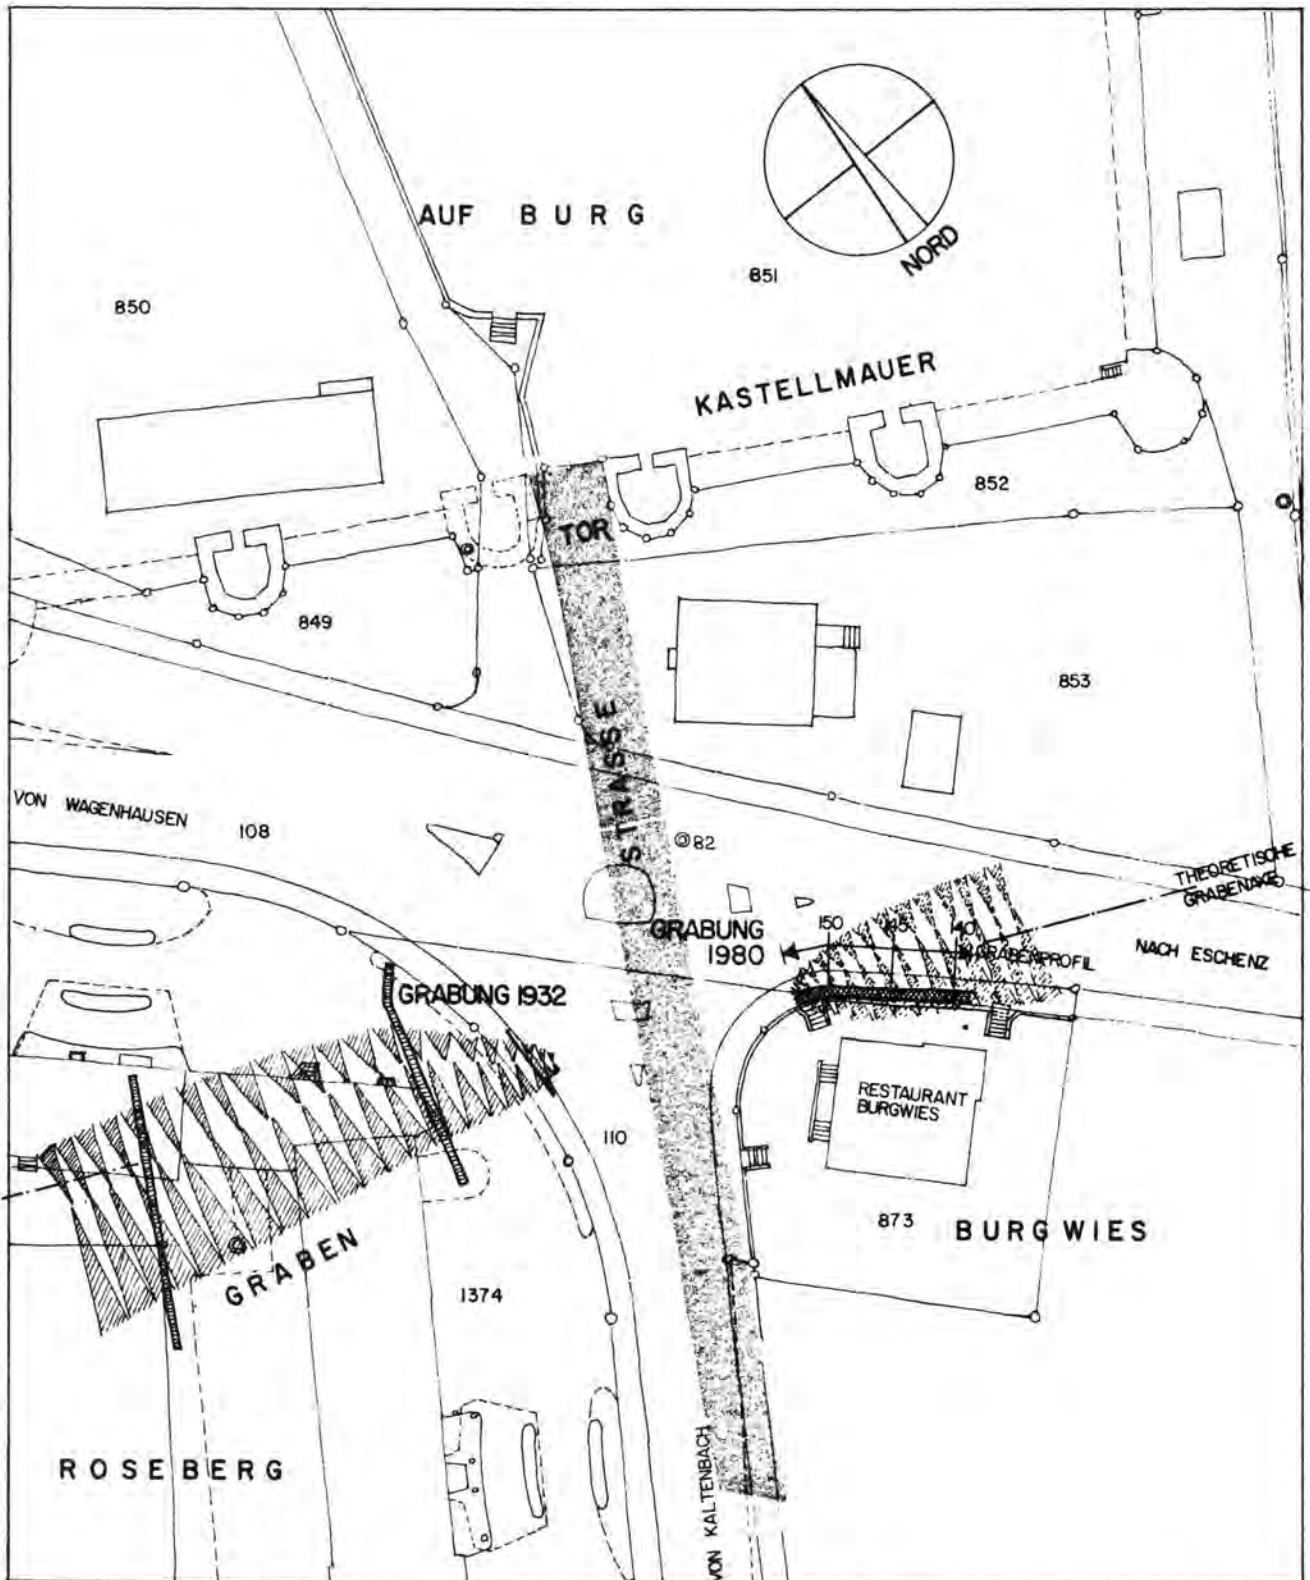 AUF BURG
NORD
851
850
KASTELLMAUER
852
TOR
849
853
STRASSE
VON WAGENHAUSEN
108
82
THEORETISCHE
GRABENAXE
GRABUNG
1980
150
145
140
GRABENPROFIL
NACH ESCHENZ
GRABUNG 1932
RESTAURANT
BURGWIES
110
873
BURGWIES
GRABEN
1374
ROSEBERG
VON KALTENBACH